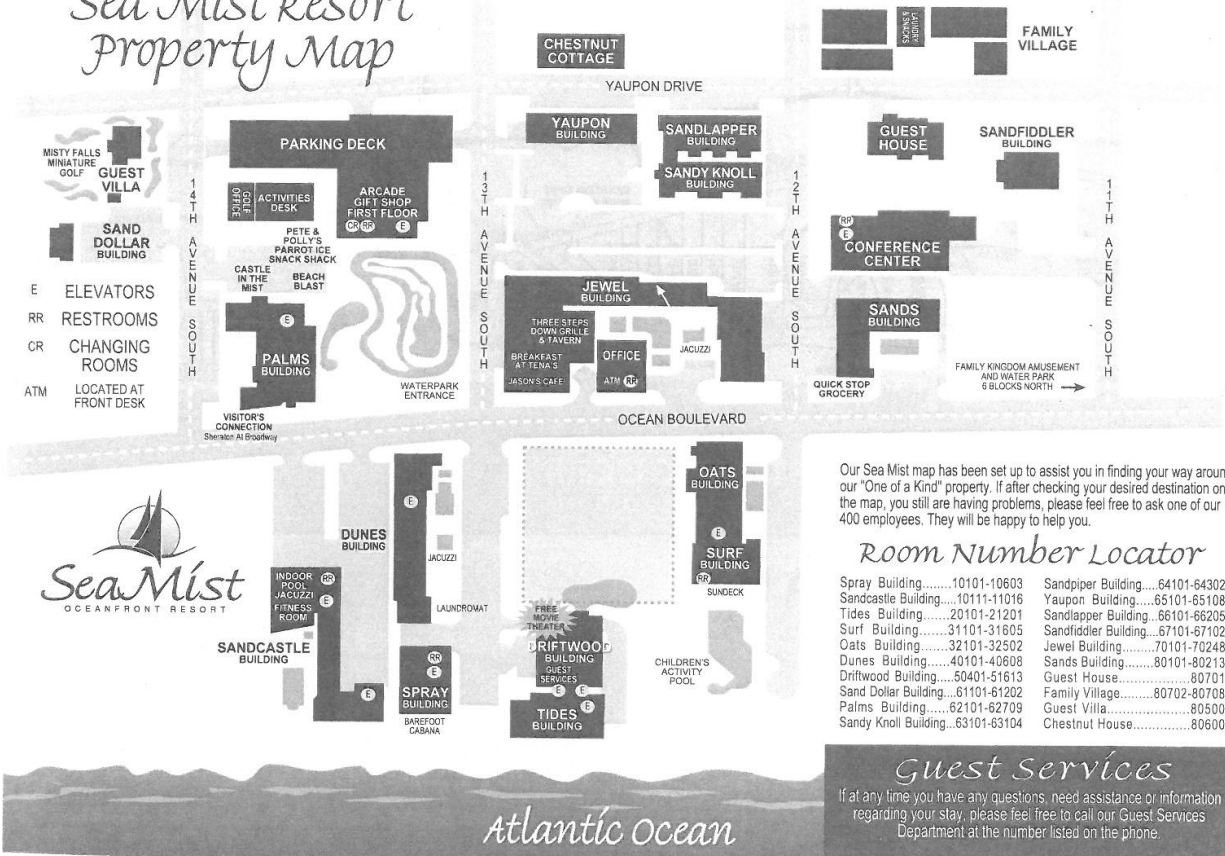 Sea Mist Resort
Property Map
CHESTNUT
COTTAGE
LAUNDRY
& SNACKS
FAMILY
VILLAGE
YAUPON DRIVE
MISTY FALLS
MINIATURE
GOLF
GUEST
VILLA
SAND
DOLLAR
BUILDING
14TH AVENUE SOUTH
PARKING DECK
GOLF
OFFICE
ACTIVITIES
DESK
ARCADE
GIFT SHOP
FIRST FLOOR
CR RR E
PETE &
POLLY'S
PARROT ICE
SNACK SHACK
CASTLE
IN THE
MIST
BEACH
BLAST
E
PALMS
BUILDING
WATERPARK
ENTRANCE
VISITOR'S
CONNECTION
Sheraton At Broadway
E ELEVATORS
RR RESTROOMS
CR CHANGING
ROOMS
ATM LOCATED AT
FRONT DESK
13TH AVENUE SOUTH
YAUPON
BUILDING
SANDLAPPER
BUILDING
SANDY KNOLL
BUILDING
JEWEL
BUILDING
THREE STEPS
DOWN GRILLE
& TAVERN
BREAKFAST
AT TENA'S
JASON'S CAFE
OFFICE
ATM RR
JACUZZI
12TH AVENUE SOUTH
GUEST
HOUSE
SANDFIDDLER
BUILDING
RR
E
CONFERENCE
CENTER
SANDS
BUILDING
QUICK STOP
GROCERY
11TH AVENUE SOUTH
FAMILY KINGDOM AMUSEMENT
AND WATER PARK
6 BLOCKS NORTH
OCEAN BOULEVARD
SeaMist
OCEANFRONT RESORT
E
DUNES
BUILDING
JACUZZI
LAUNDROMAT
INDOOR
POOL
JACUZZI
FITNESS
ROOM
RR
E
SANDCASTLE
BUILDING
E
RR
E
SPRAY
BUILDING
BAREFOOT
CABANA
OATS
BUILDING
E
SURF
BUILDING
RR
SUNDECK
FREE
MOVIE
THEATER
DRIFTWOOD
BUILDING
GUEST
SERVICES
E E
E
TIDES
BUILDING
CHILDREN'S
ACTIVITY
POOL
Our Sea Mist map has been set up to assist you in finding your way aroun
our "One of a Kind" property. If after checking your desired destination on
the map, you still are having problems, please feel free to ask one of our
400 employees. They will be happy to help you.
Room Number Locator
Spray Building........10101-10603
Sandcastle Building....10111-11016
Tides Building.......20101-21201
Surf Building.......31101-31605
Oats Building.......32101-32502
Dunes Building......40101-40608
Driftwood Building.....50401-51613
Sand Dollar Building...61101-61202
Palms Building......62101-62709
Sandy Knoll Building...63101-63104
Sandpiper Building....64101-64302
Yaupon Building.....65101-65108
Sandlapper Building...66101-66205
Sandfiddler Building....67101-67102
Jewel Building........70101-70248
Sands Building........80101-80213
Guest House....................80701
Family Village........80702-80708
Guest Villa.....................80500
Chestnut House...............80600
Guest Services
If at any time you have any questions, need assistance or information
regarding your stay, please feel free to call our Guest Services
Department at the number listed on the phone.
Atlantic Ocean